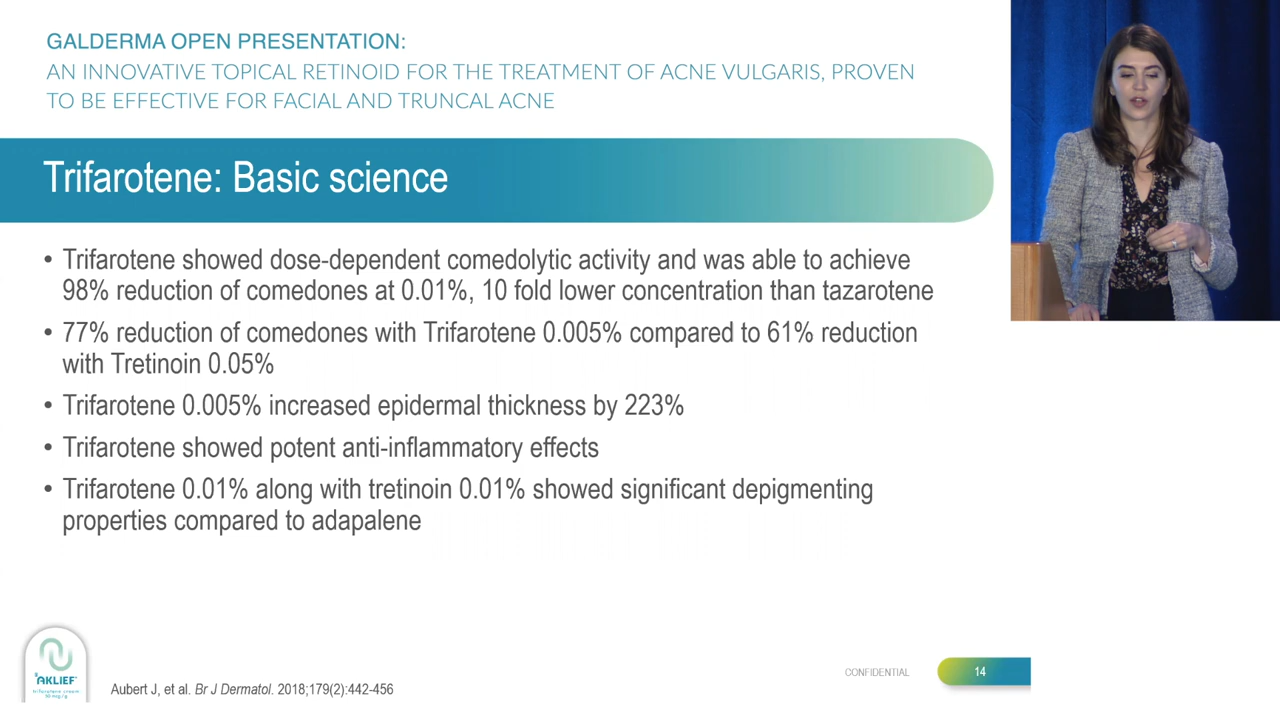 GALDERMA OPEN PRESENTATION:
AN INNOVATIVE TOPICAL RETINOID FOR THE TREATMENT OF ACNE VULGARIS, PROVEN
TO BE EFFECTIVE FOR FACIAL AND TRUNCAL ACNE
Trifarotene: Basic science
• Trifarotene showed dose-dependent comedolytic activity and was able to achieve
98% reduction of comedones at 0.01%, 10 fold lower concentration than tazarotene
• 77% reduction of comedones with Trifarotene 0.005% compared to 61% reduction
with Tretinoin 0.05%
• Trifarotene 0.005% increased epidermal thickness by 223%
• Trifarotene showed potent anti-inflammatory effects
• Trifarotene 0.01% along with tretinoin 0.01% showed significant depigmenting
properties compared to adapalene
AKLIEF
trifarotene cream
50 mcg/g
Aubert J, et al. Br J Dermatol. 2018;179(2):442-456
CONFIDENTIAL
14